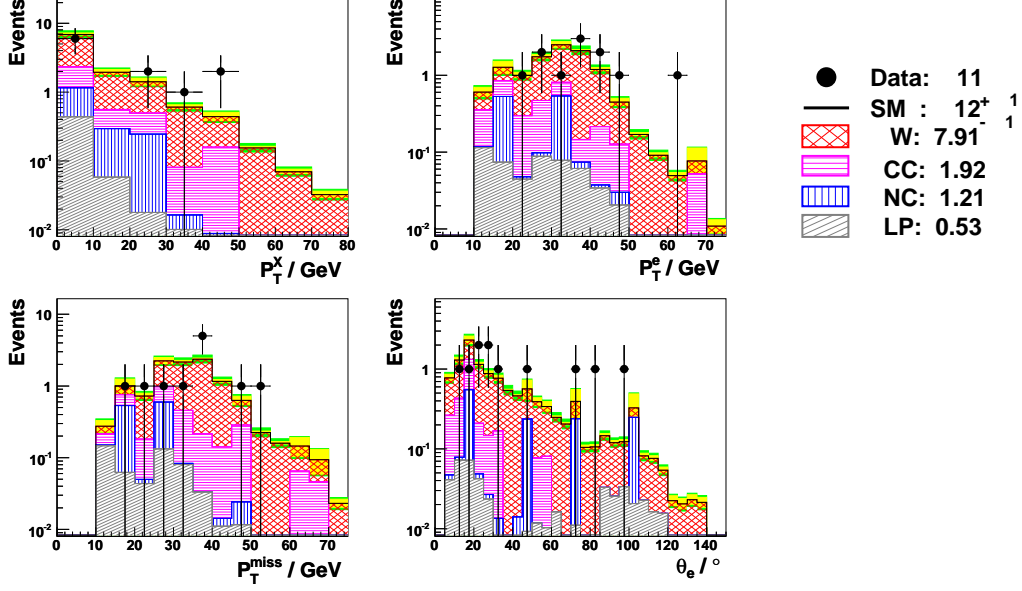 Events
10
1
10^-1
10^-2
0 10 20 30 40 50 60 70 80
P_T^X / GeV
Events
1
10^-1
10^-2
0 10 20 30 40 50 60 70
P_T^e / GeV
Data: 11
SM : 12 + 1 - 1
W: 7.91
CC: 1.92
NC: 1.21
LP: 0.53
Events
10
1
10^-1
10^-2
0 10 20 30 40 50 60 70
P_T^miss / GeV
Events
1
10^-1
10^-2
0 20 40 60 80 100 120 140
θ_e / °